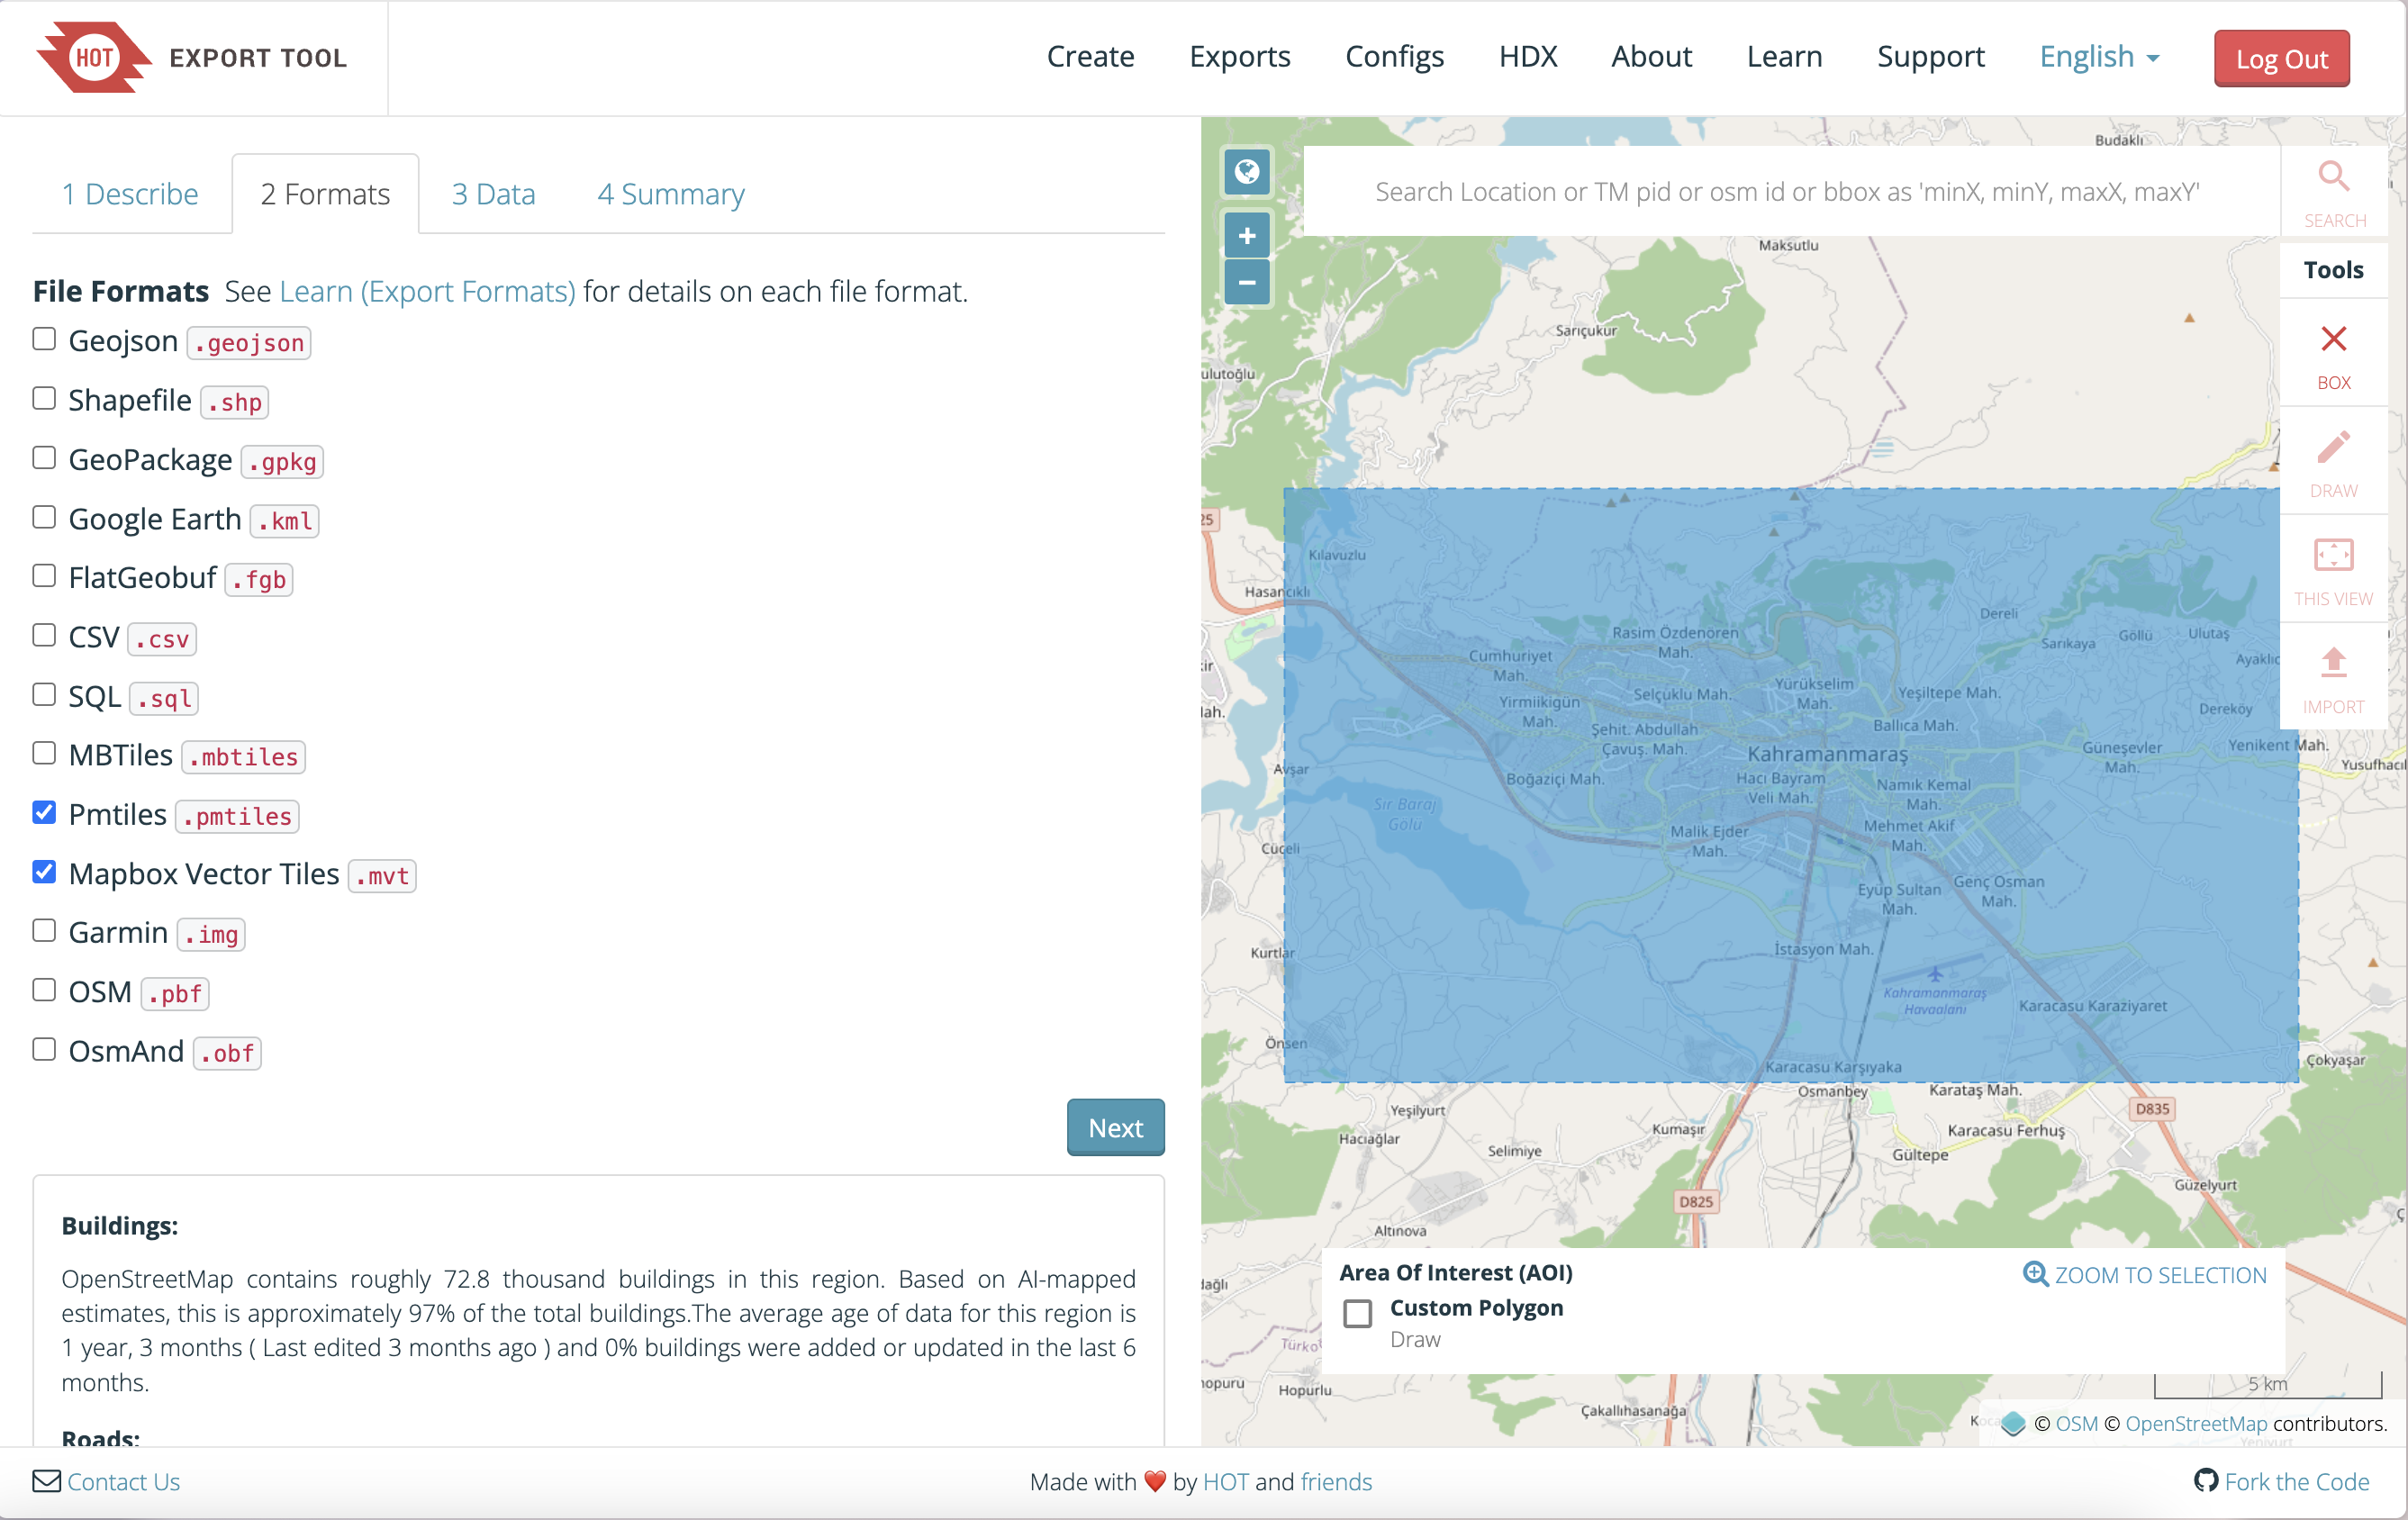 HOT EXPORT TOOL
Create Exports Configs HDX About Learn Support English Log Out
1 Describe 2 Formats 3 Data 4 Summary
File Formats See Learn (Export Formats) for details on each file format.
Geojson .geojson
Shapefile .shp
GeoPackage .gpkg
Google Earth .kml
FlatGeobuf .fgb
CSV .csv
SQL .sql
MBTiles .mbtiles
Pmtiles .pmtiles
Mapbox Vector Tiles .mvt
Garmin .img
OSM .pbf
OsmAnd .obf
Next
Buildings:
OpenStreetMap contains roughly 72.8 thousand buildings in this region. Based on AI-mapped
estimates, this is approximately 97% of the total buildings.The average age of data for this region is
1 year, 3 months ( Last edited 3 months ago ) and 0% buildings were added or updated in the last 6
months.
Roads:
Budaklı
Search Location or TM pid or osm id or bbox as 'minX, minY, maxX, maxY'
SEARCH
Tools
BOX
DRAW
THIS VIEW
IMPORT
Maksutlu
Sarıçukur
ulutoğlu
25
Kılavuzlu
Hasancıklı
Dereli
Rasim Özdenören
Mah.
Sarıkaya
Göllü
Ulutaş
Cumhuriyet
Mah.
Ayaklıc
Selçuklu Mah.
Yürükselim
Mah.
Yeşiltepe Mah.
Yirmiikigün
Mah.
Dereköy
lah.
Şehit. Abdullah
Çavuş. Mah.
Ballıca Mah.
Kahramanmaraş
Güneşevler
Mah.
Yenikent Mah.
Yusufhacıl
Avşar
Boğaziçi Mah.
Hacı Bayram
Veli Mah.
Namık Kemal
Mah.
Sır Baraj
Gölü
Malik Ejder
Mah.
Mehmet Akif
Mah.
Cüceli
Eyüp Sultan
Mah.
Genç Osman
Mah.
Kurtlar
İstasyon Mah.
Kahramanmaraş
Havaalanı
Karacasu Karaziyaret
Önsen
Karacasu Karşıyaka
Çokyaşar
Osmanbey
Karataş Mah.
Yeşilyurt
D835
Hacıağlar
Kumaşır
Karacasu Ferhuş
Selimiye
Gültepe
Güzelyurt
D825
Altınova
Area Of Interest (AOI)
ZOOM TO SELECTION
Custom Polygon
Draw
dağlı
Türko
Hopurlu
Çakallıhasanağa
5 km
© OSM © OpenStreetMap contributors.
Contact Us
Made with ❤️ by HOT and friends
Fork the Code